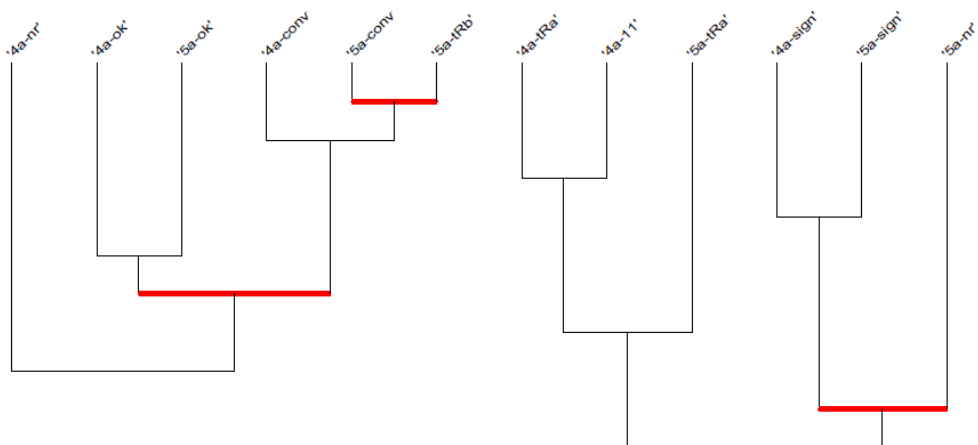 '4a-nr'
'4a-ok'
'5a-ok'
'4a-conv
'5a-conv
'5a-tRb'
'4a-tRa'
'4a-11'
'5a-tRa'
'4a-sign'
'5a-sign'
'5a-nr'